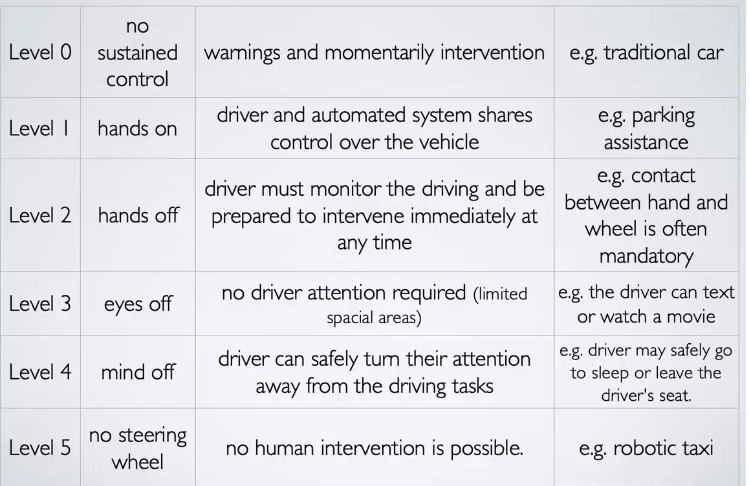 no
sustained
control
Level 0
warnings and momentarily intervention
e.g. traditional car
Level 1
hands on
driver and automated system shares
control over the vehicle
e.g. parking
assistance
Level 2
hands off
driver must monitor the driving and be
prepared to intervene immediately at
any time
e.g. contact
between hand and
wheel is often
mandatory
Level 3
eyes off
no driver attention required (limited
spacial areas)
e.g. the driver can text
or watch a movie
Level 4
mind off
driver can safely turn their attention
away from the driving tasks
e.g. driver may safely go
to sleep or leave the
driver's seat.
Level 5
no steering
wheel
no human intervention is possible.
e.g. robotic taxi